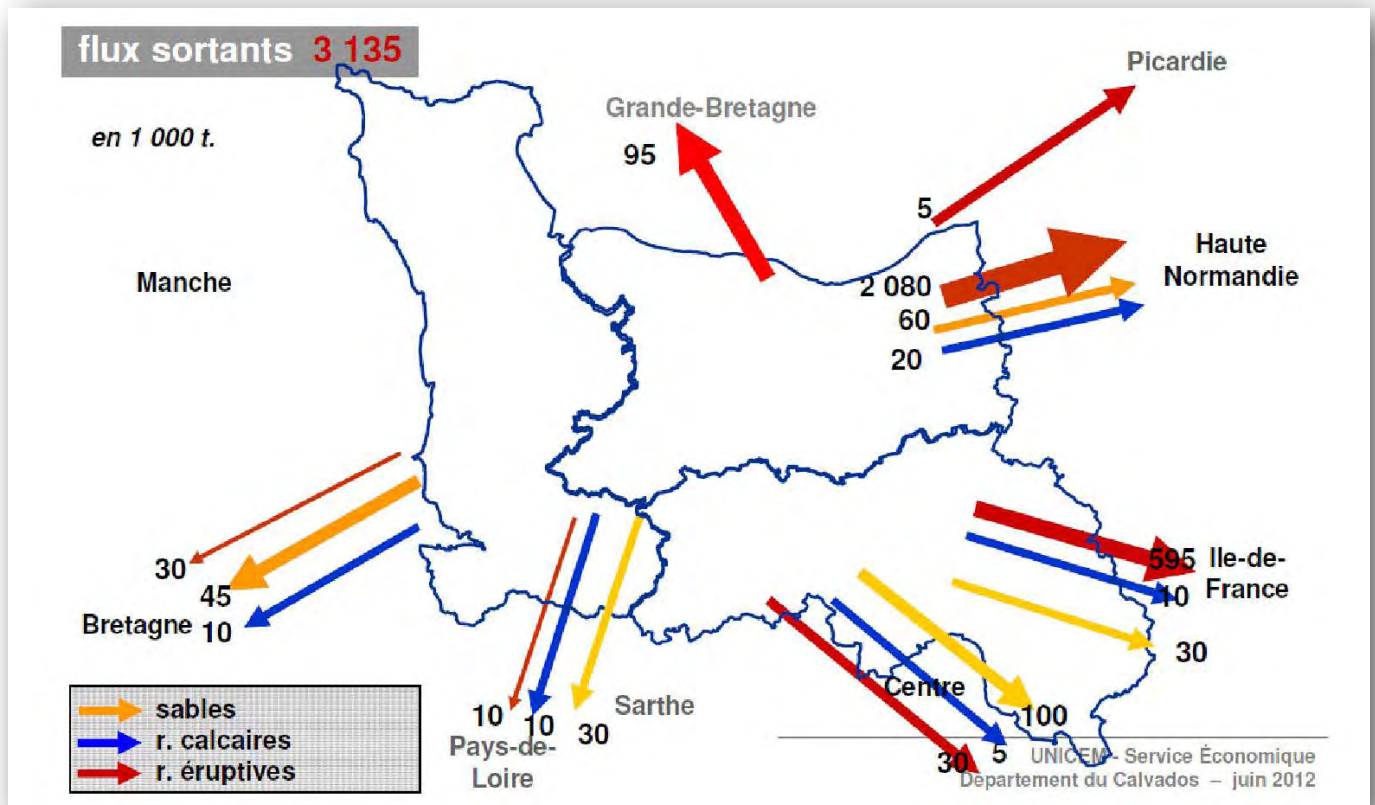 flux sortants 3 135
en 1 000 t.
Picardie
Grande-Bretagne
95
5
Haute
Normandie
Manche
2 080
60
20
30
45
Bretagne 10
595 Ile-de-
10 France
30
Centre
100
Sarthe
10 10 30
Pays-de-
Loire
30 5
sables
r. calcaires
r. éruptives
UNICEM - Service Économique
Département du Calvados – juin 2012